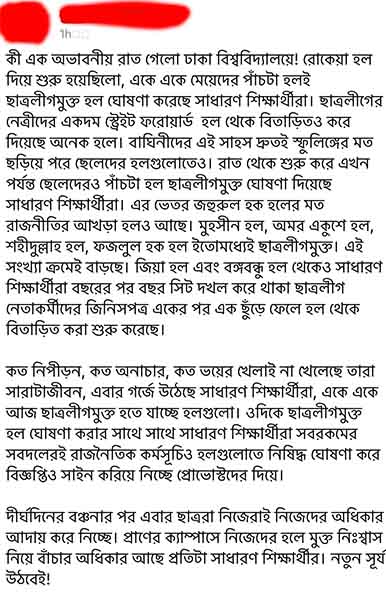 1h
কী এক অভাবনীয় রাত গেলো ঢাকা বিশ্ববিদ্যালয়ে! রোকেয়া হল
দিয়ে শুরু হয়েছিলো, একে একে মেয়েদের পাঁচটা হলই
ছাত্রলীগমুক্ত হল ঘোষণা করেছে সাধারণ শিক্ষার্থীরা। ছাত্রলীগের
নেত্রীদের একদম স্ট্রেইট ফরোয়ার্ড হল থেকে বিতাড়িতও করে
দিয়েছে অনেক হলে। বাঘিনীদের এই সাহস দ্রুতই স্ফুলিঙ্গের মত
ছড়িয়ে পরে ছেলেদের হলগুলোতেও। রাত থেকে শুরু করে এখন
পর্যন্ত ছেলেদেরও পাঁচটা হল ছাত্রলীগমুক্ত ঘোষণা দিয়েছে
সাধারণ শিক্ষার্থীরা। এর ভেতর জহুরুল হক হলের মত
রাজনীতির আখড়া হলও আছে। মুহসীন হল, অমর একুশে হল,
শহীদুল্লাহ হল, ফজলুল হক হল ইতোমধ্যেই ছাত্রলীগমুক্ত। এই
সংখ্যা ক্রমেই বাড়ছে। জিয়া হল এবং বঙ্গবন্ধু হল থেকেও সাধারণ
শিক্ষার্থীরা বছরের পর বছর সিট দখল করে থাকা ছাত্রলীগ
নেতাকর্মীদের জিনিসপত্র একের পর এক ছুঁড়ে ফেলে হল থেকে
বিতাড়িত করা শুরু করেছে।
কত নিপীড়ন, কত অনাচার, কত ভয়ের খেলাই না খেলেছে তারা
সারাটাজীবন, এবার গর্জে উঠেছে সাধারণ শিক্ষার্থীরা, একে একে
আজ ছাত্রলীগমুক্ত হতে যাচ্ছে হলগুলো। ওদিকে ছাত্রলীগমুক্ত
হল ঘোষণা করার সাথে সাথে সাধারণ শিক্ষার্থীরা সবরকমের
সবদলেরই রাজনৈতিক কর্মসূচিও হলগুলোতে নিষিদ্ধ ঘোষণা করে
বিজ্ঞপ্তিও সাইন করিয়ে নিচ্ছে প্রোভোস্টদের দিয়ে।
দীর্ঘদিনের বঞ্চনার পর এবার ছাত্ররা নিজেরাই নিজেদের অধিকার
আদায় করে নিচ্ছে। প্রাণের ক্যাম্পাসে নিজেদের হলে মুক্ত নিঃশ্বাস
নিয়ে বাঁচার অধিকার আছে প্রতিটা সাধারণ শিক্ষার্থীর। নতুন সূর্য
উঠবেই!